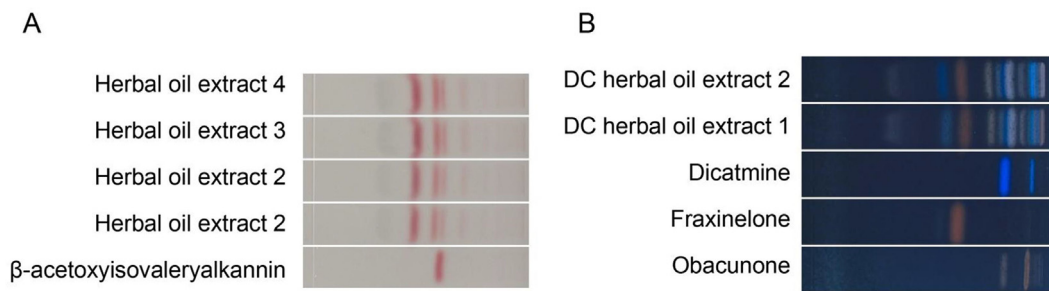 A
Herbal oil extract 4
Herbal oil extract 3
Herbal oil extract 2
Herbal oil extract 2
β-acetoxyisovaleryalkannin
B
DC herbal oil extract 2
DC herbal oil extract 1
Dicatmine
Fraxinelone
Obacunone